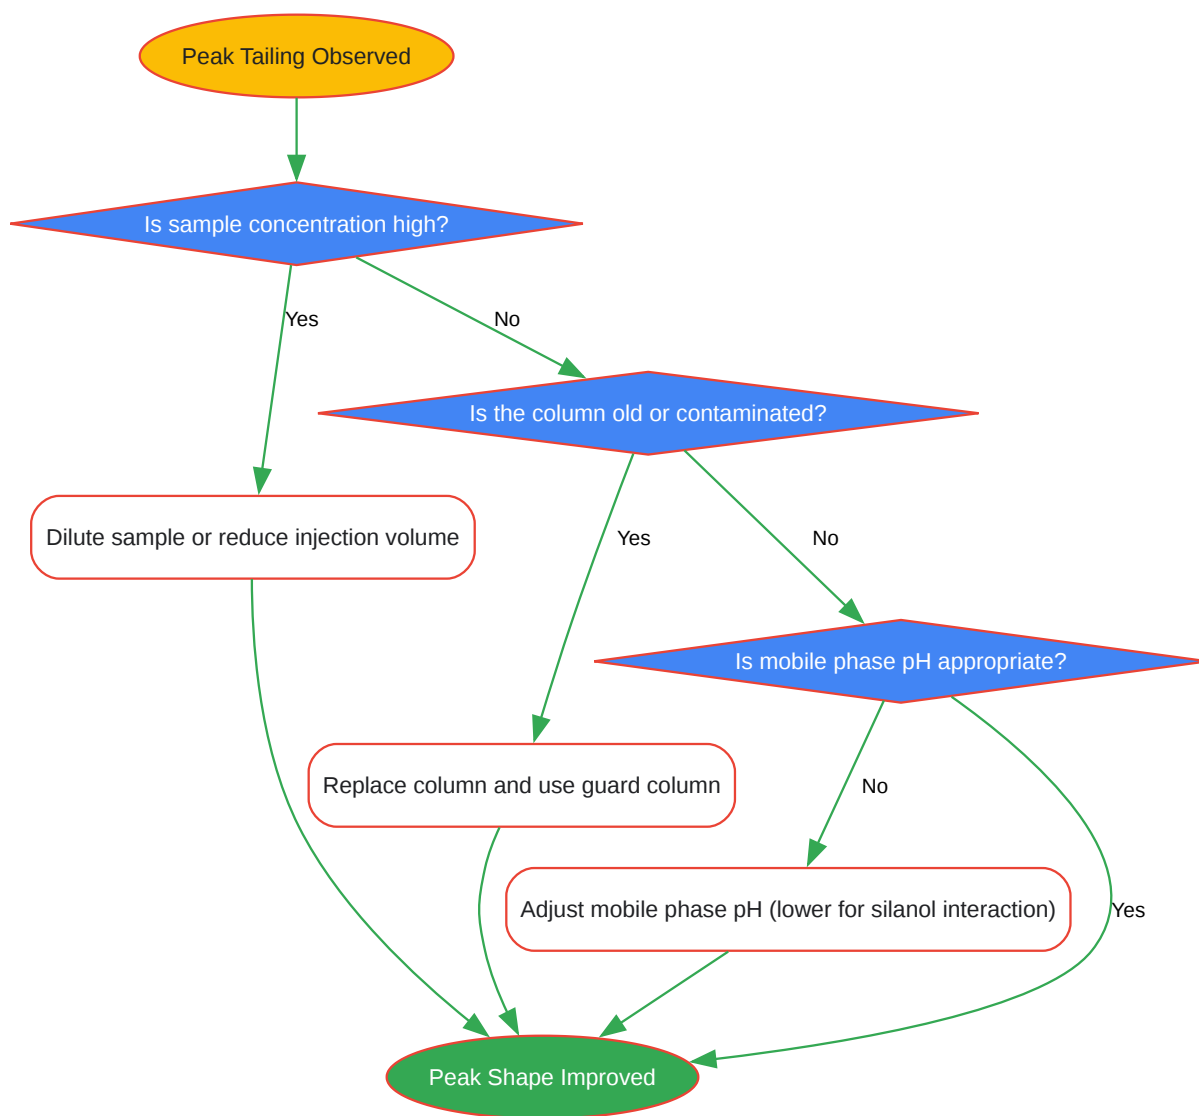 Peak Tailing Observed
Is sample concentration high?
Yes
No
Is the column old or contaminated?
Dilute sample or reduce injection volume
Yes
No
Is mobile phase pH appropriate?
Replace column and use guard column
No
Adjust mobile phase pH (lower for silanol interaction)
Yes
Peak Shape Improved